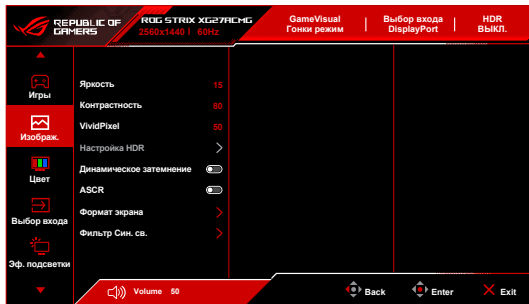 REPUBLIC OF GAMERS
ROG STRIX XG27ACMG
2560x1440 | 60Hz
GameVisual
Гонки режим
Выбор входа
DisplayPort
HDR
ВЫКЛ.
Игры
Изображ.
Цвет
Выбор входа
Эф. подсветки
Яркость 15
Контрастность 80
VividPixel 50
Настройка HDR
Динамическое затемнение
ASCR
Формат экрана
Фильтр Син. св.
Volume 50
Back
Enter
Exit